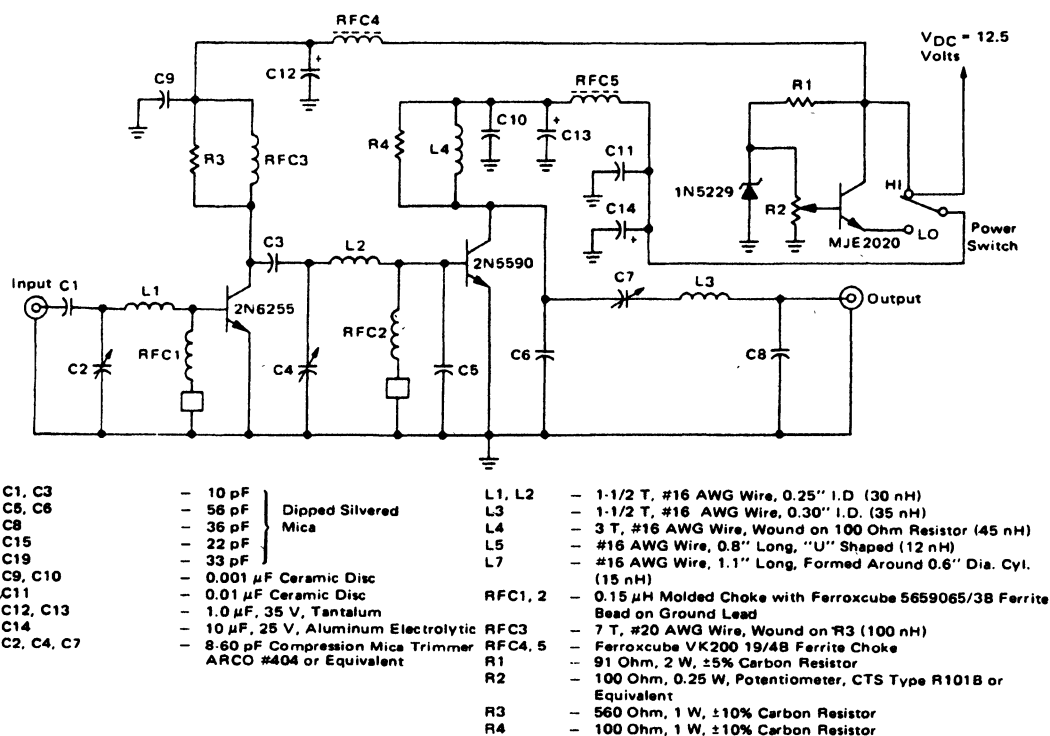 RFC4
VDC = 12.5
Volts
C9
C12
+
RFC5
R1
R3
RFC3
R4
L4
C10
+
C13
C11
1N5229
R2
HI
C14
+
MJE2020
LO
Power
Switch
C3
L2
2N5590
Input
C1
L1
2N6255
C7
L3
Output
RFC1
RFC2
C2
C4
C5
C6
C8
C1, C3 – 10 pF
C5, C6 – 56 pF
C8 – 36 pF
C15 – 22 pF
C19 – 33 pF
Dipped Silvered
Mica
C9, C10 – 0.001 µF Ceramic Disc
C11 – 0.01 µF Ceramic Disc
C12, C13 – 1.0 µF, 35 V, Tantalum
C14 – 10 µF, 25 V, Aluminum Electrolytic
C2, C4, C7 – 8-60 pF Compression Mica Trimmer
ARCO #404 or Equivalent
L1, L2 – 1-1/2 T, #16 AWG Wire, 0.25" I.D (30 nH)
L3 – 1-1/2 T, #16 AWG Wire, 0.30" I.D. (35 nH)
L4 – 3 T, #16 AWG Wire, Wound on 100 Ohm Resistor (45 nH)
L5 – #16 AWG Wire, 0.8" Long, "U" Shaped (12 nH)
L7 – #16 AWG Wire, 1.1" Long, Formed Around 0.6" Dia. Cyl.
(15 nH)
RFC1, 2 – 0.15 µH Molded Choke with Ferroxcube 5659065/3B Ferrite
Bead on Ground Lead
RFC3 – 7 T, #20 AWG Wire, Wound on R3 (100 nH)
RFC4, 5 – Ferroxcube VK200 19/4B Ferrite Choke
R1 – 91 Ohm, 2 W, ±5% Carbon Resistor
R2 – 100 Ohm, 0.25 W, Potentiometer, CTS Type R101B or
Equivalent
R3 – 560 Ohm, 1 W, ±10% Carbon Resistor
R4 – 100 Ohm, 1 W, ±10% Carbon Resistor